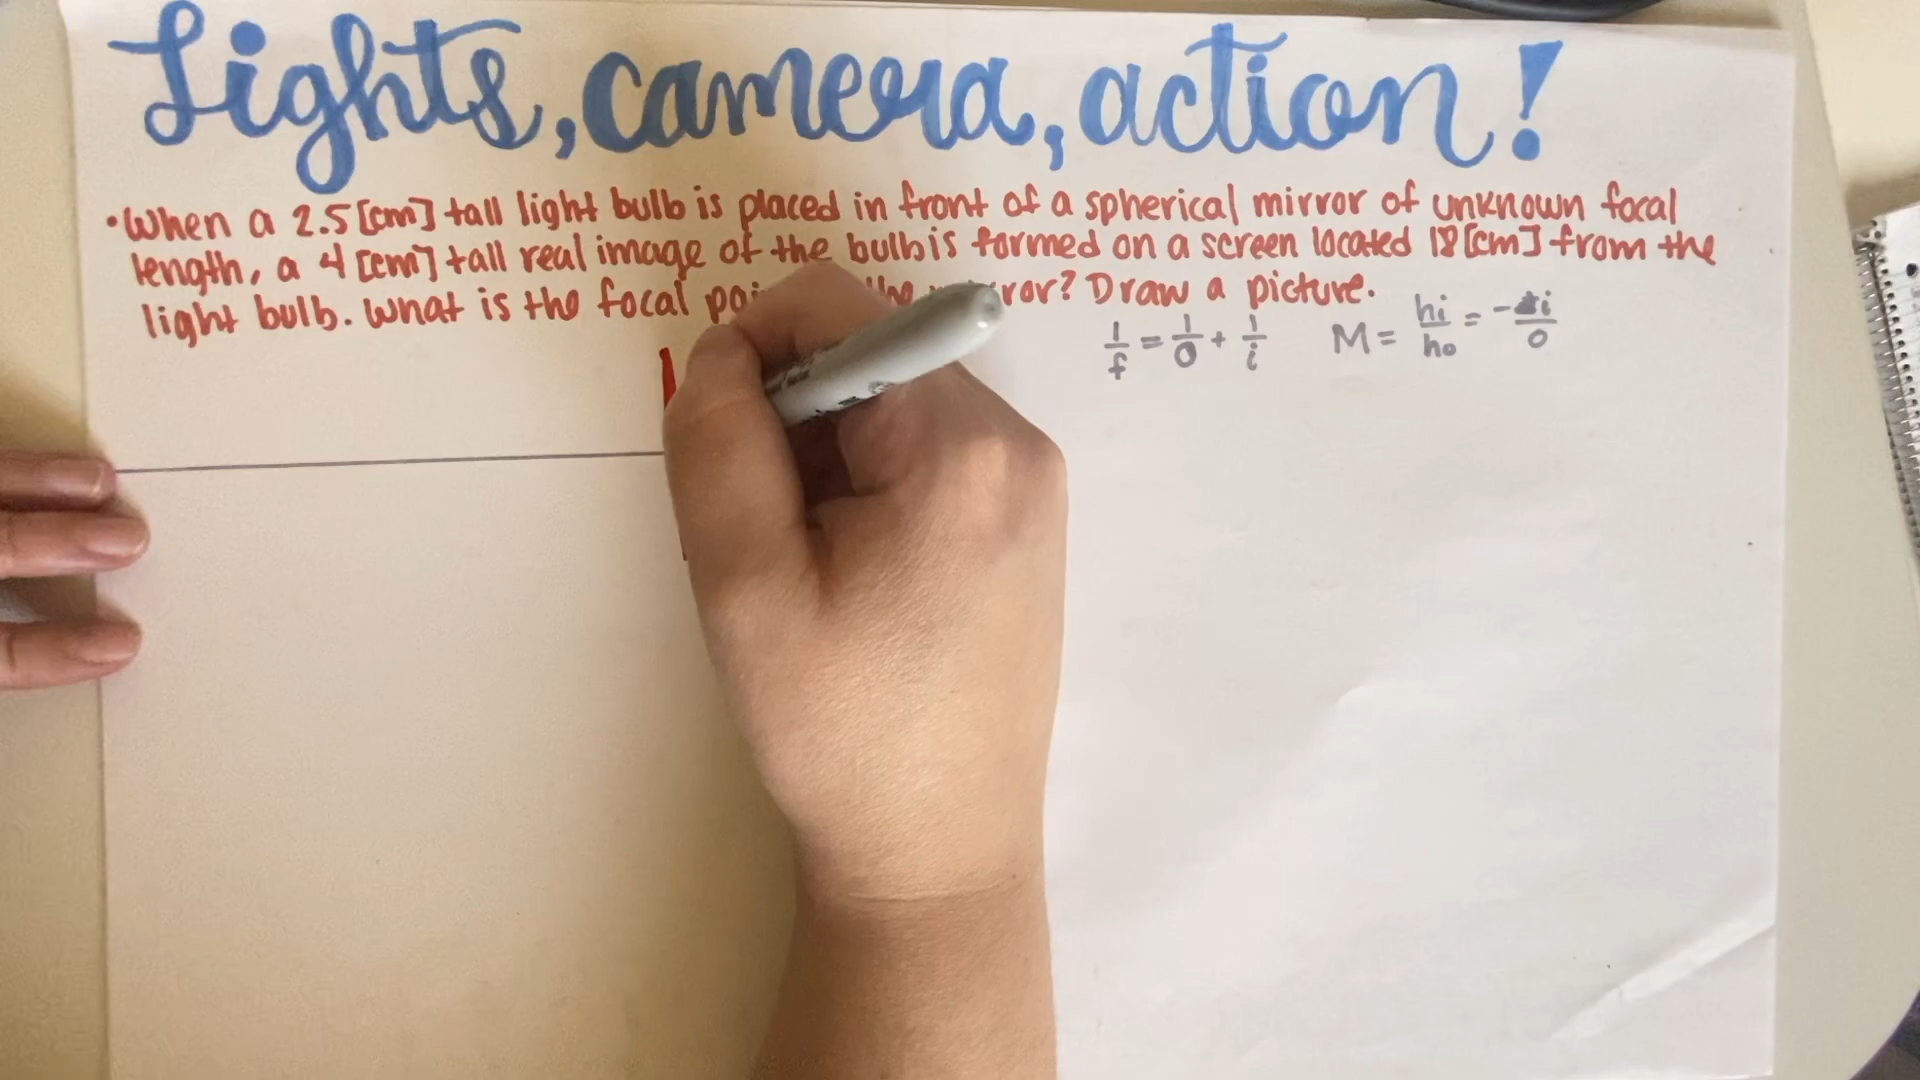 Lights, camera, action!
•When a 2.5 [cm] tall light bulb is placed in front of a spherical mirror of unknown focal
length, a 4 [cm] tall real image of the bulb is formed on a screen located 18 [cm] from the
light bulb. What is the focal Draw a picture.
1/f = 1/o + 1/i M = hi/ho = -i/o